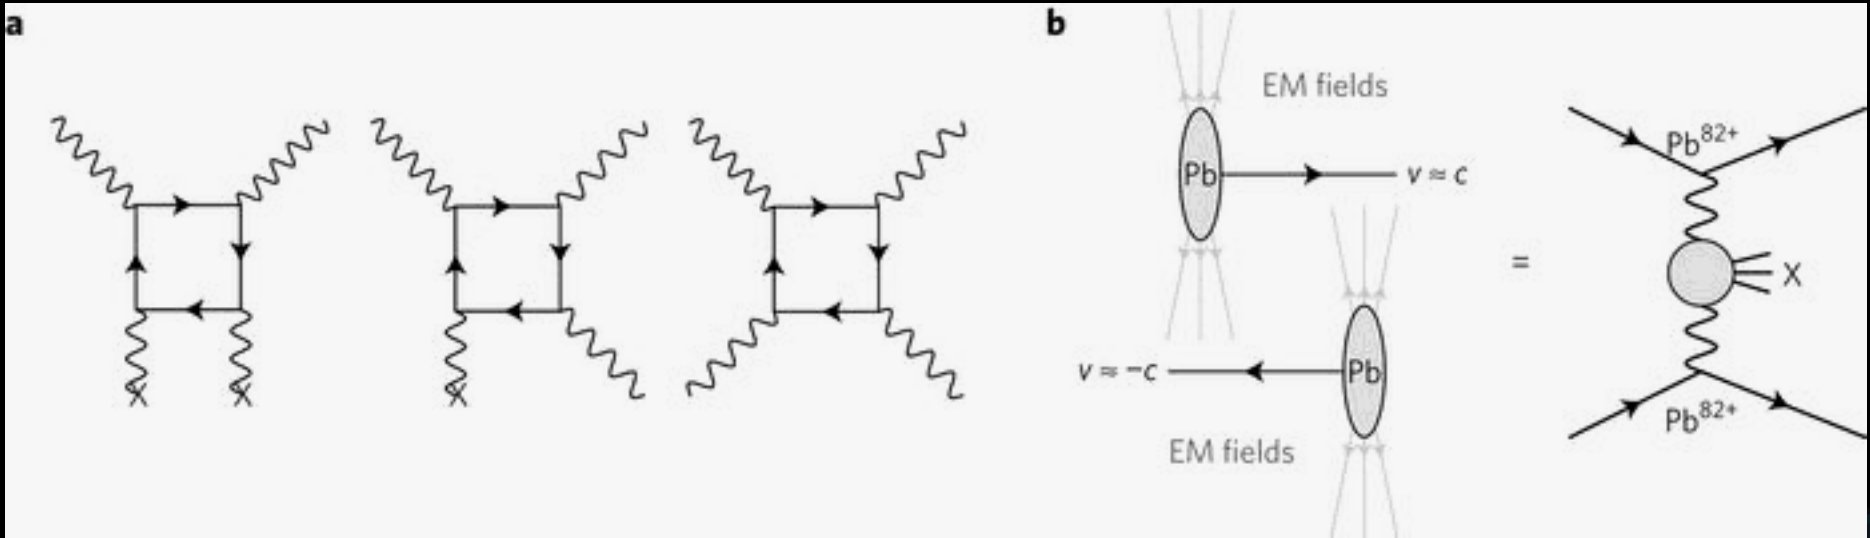 a
b
EM fields
Pb
v ≈ c
v ≈ −c
Pb
EM fields
=
Pb82+
X
Pb82+